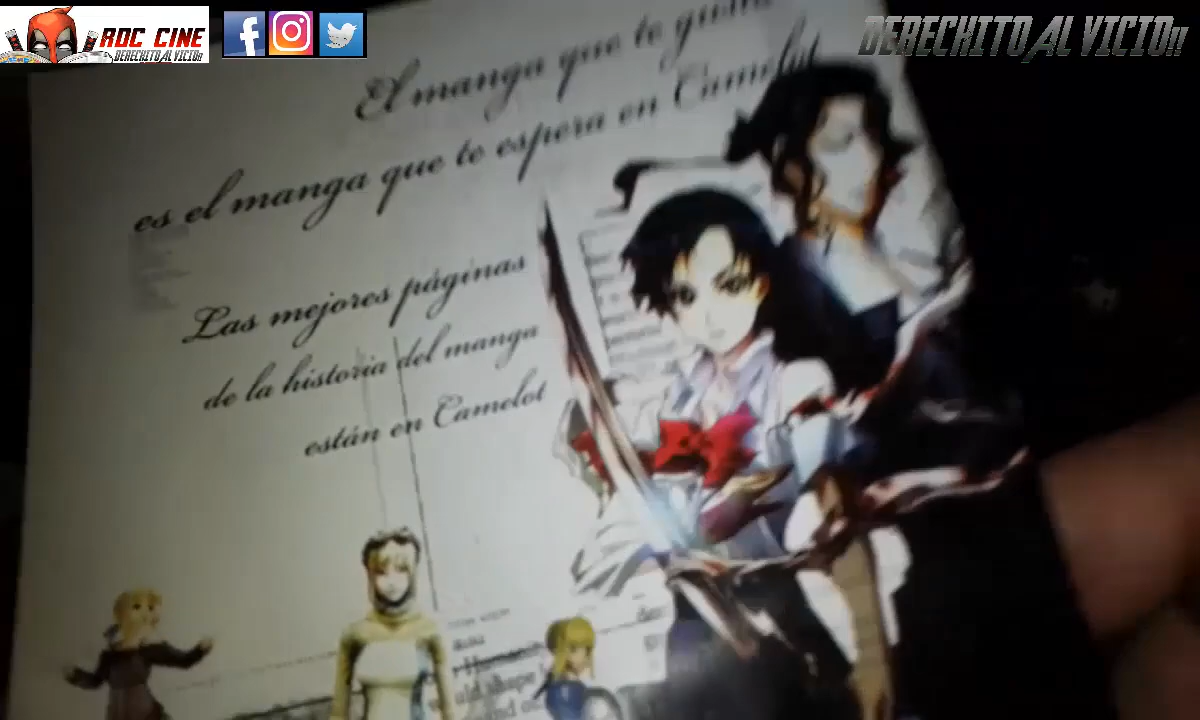 RDC CINE
DERECHITO AL VICIO!!
DERECHITO AL VICIO!!
El manga que te gusta
es el manga que te espera en Camelot
Las mejores páginas
de la historia del manga
están en Camelot